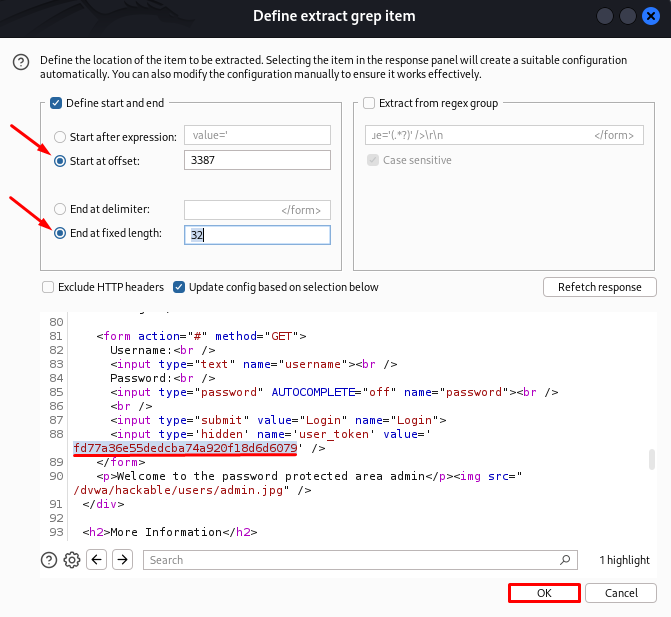 Define extract grep item
Define the location of the item to be extracted. Selecting the item in the response panel will create a suitable configuration
automatically. You can also modify the configuration manually to ensure it works effectively.
Define start and end
Start after expression: value='
Start at offset: 3387
End at delimiter: </form>
End at fixed length: 32
Extract from regex group
ue='(.*?)' />\r\n </form>
Case sensitive
Exclude HTTP headers Update config based on selection below Refetch response
80
81 <form action="#" method="GET">
82 Username:<br />
83 <input type="text" name="username"><br />
84 Password:<br />
85 <input type="password" AUTOCOMPLETE="off" name="password"><br />
86 <br />
87 <input type="submit" value="Login" name="Login">
88 <input type='hidden' name='user_token' value='
fd77a36e55dedcba74a920f18d6d6079' />
89 </form>
90 <p>Welcome to the password protected area admin</p><img src="
/dvwa/hackable/users/admin.jpg" />
91 </div>
92
93 <h2>More Information</h2>
Search 1 highlight
OK Cancel